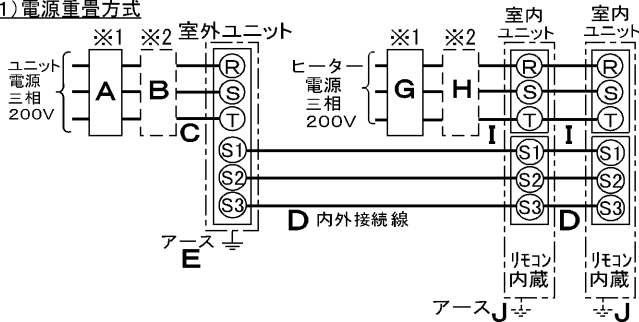 1)電源重畳方式
※1 ※2 室外ユニット
ユニット
電源
三相
200V
A B C
R
S
T
S1
S2
S3
アース
E
※1 ※2
ヒーター
電源
三相
200V
G H I I
室内
ユニット
R
S
T
S1
S2
S3
リモコン
内蔵
室内
ユニット
R
S
T
S1
S2
S3
リモコン
内蔵
D 内外接続線 D
アース J J